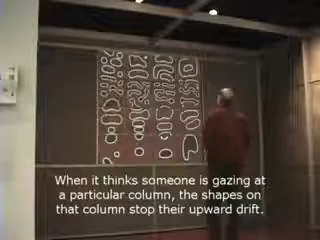 When it thinks someone is gazing at
a particular column, the shapes on
that column stop their upward drift.